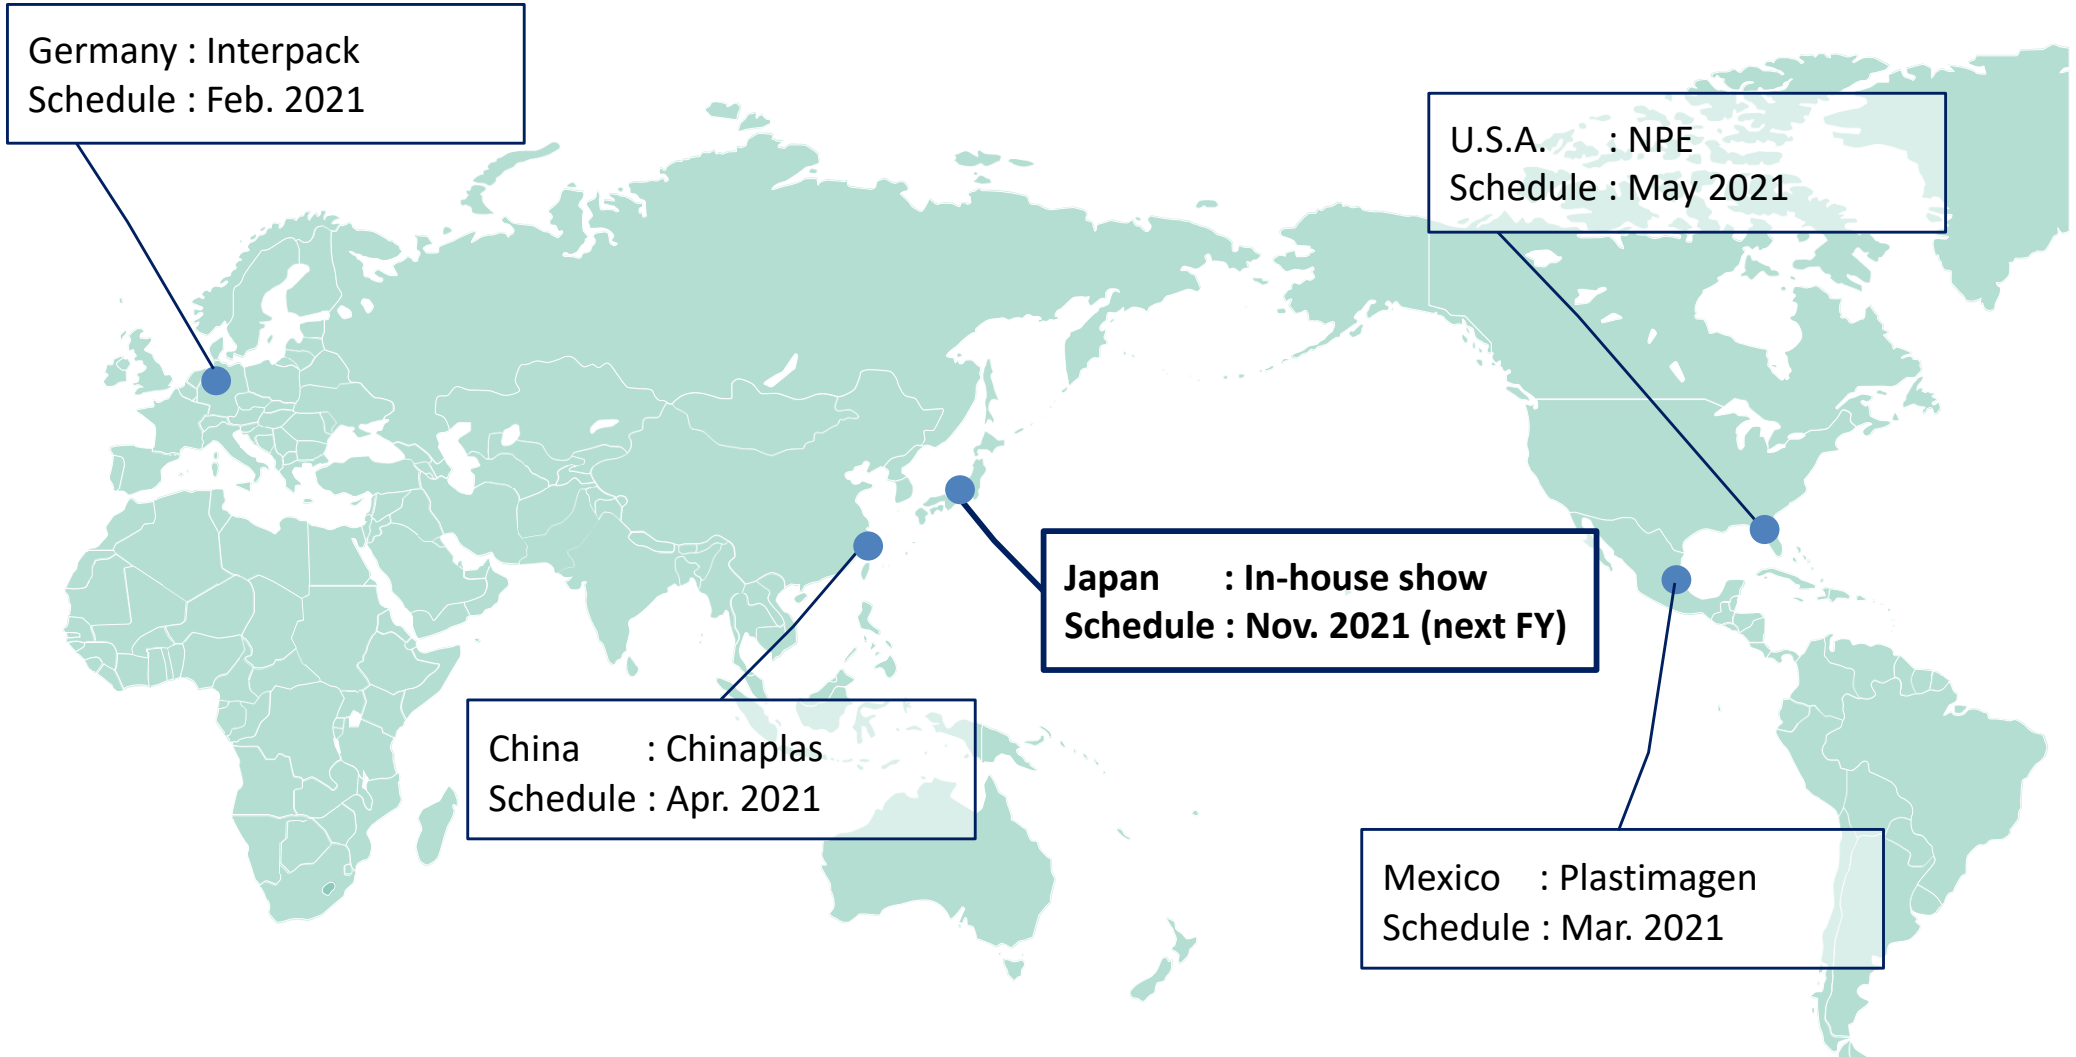 Germany : Interpack
Schedule : Feb. 2021
U.S.A. : NPE
Schedule : May 2021
Japan : In-house show
Schedule : Nov. 2021 (next FY)
China : Chinaplas
Schedule : Apr. 2021
Mexico : Plastimagen
Schedule : Mar. 2021